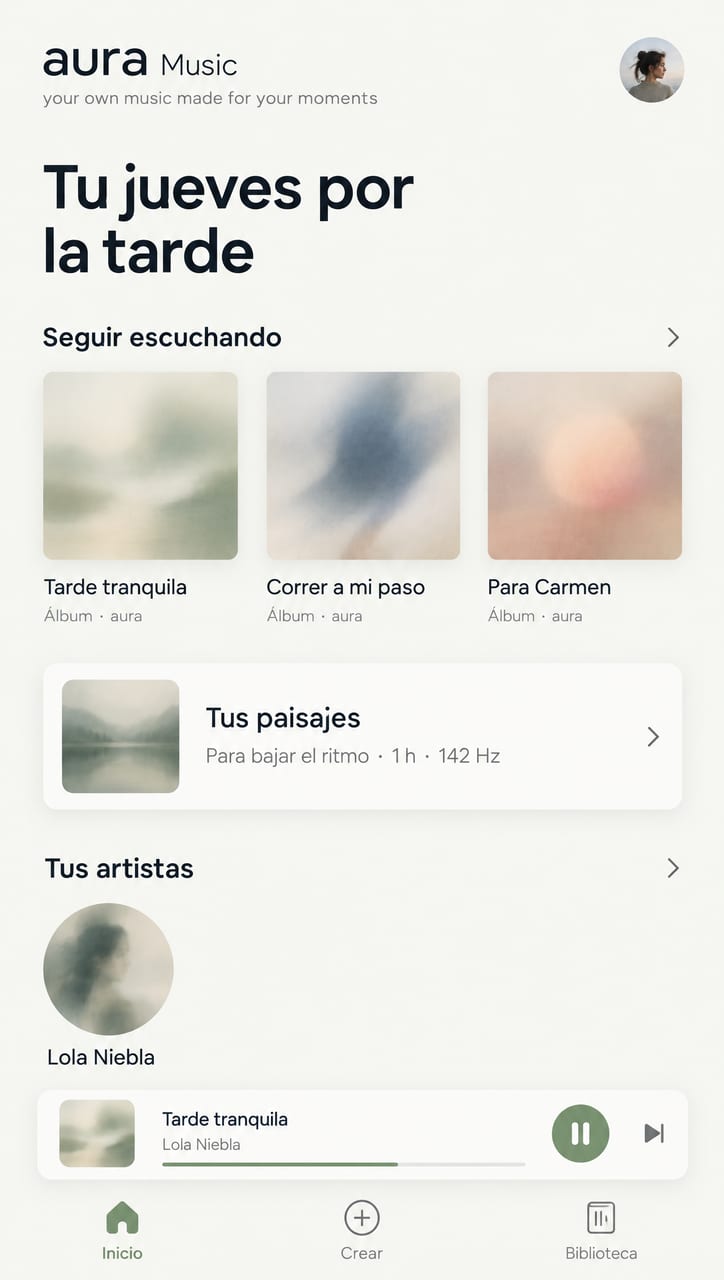 aura Music
your own music made for your moments
Tu jueves por
la tarde
Seguir escuchando
Tarde tranquila
Álbum · aura
Correr a mi paso
Álbum · aura
Para Carmen
Álbum · aura
Tus paisajes
Para bajar el ritmo · 1 h · 142 Hz
Tus artistas
Lola Niebla
Tarde tranquila
Lola Niebla
Inicio
Crear
Biblioteca